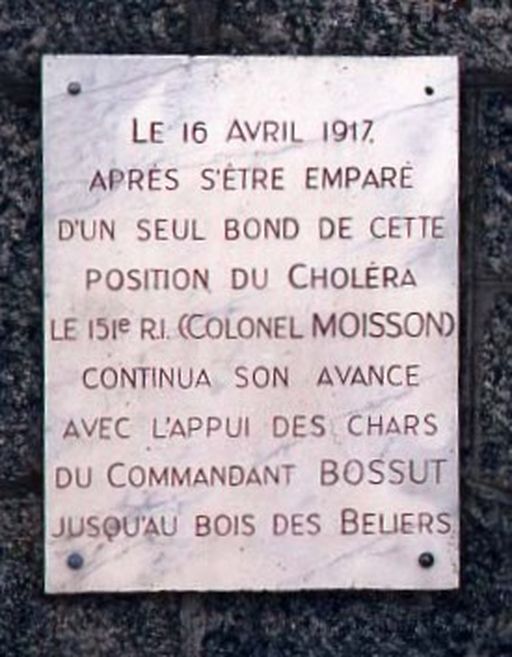 LE 16 AVRIL 1917.
APRÉS S'ÊTRE EMPARÉ
D'UN SEUL BOND DE CETTE
POSITION DU CHOLÉRA
LE 151e R.I. (COLONEL MOISSON)
CONTINUA SON AVANCE
AVEC L'APPUI DES CHARS
DU COMMANDANT BOSSUT
JUSQU'AU BOIS DES BELIERS